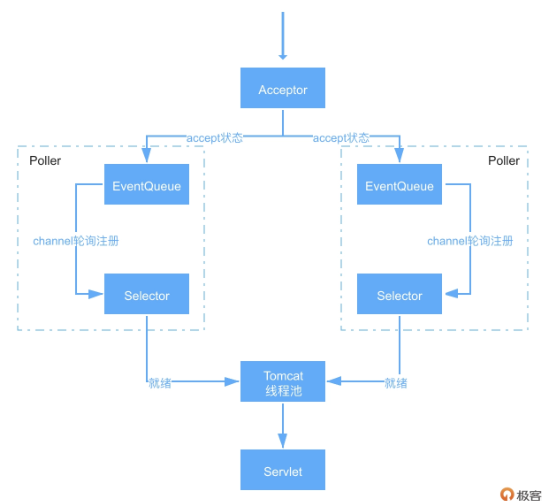 Acceptor
accept状态
accept状态
Poller
Poller
EventQueue
EventQueue
channel轮询注册
channel轮询注册
Selector
Selector
Tomcat
线程池
就绪
就绪
Servlet
极客